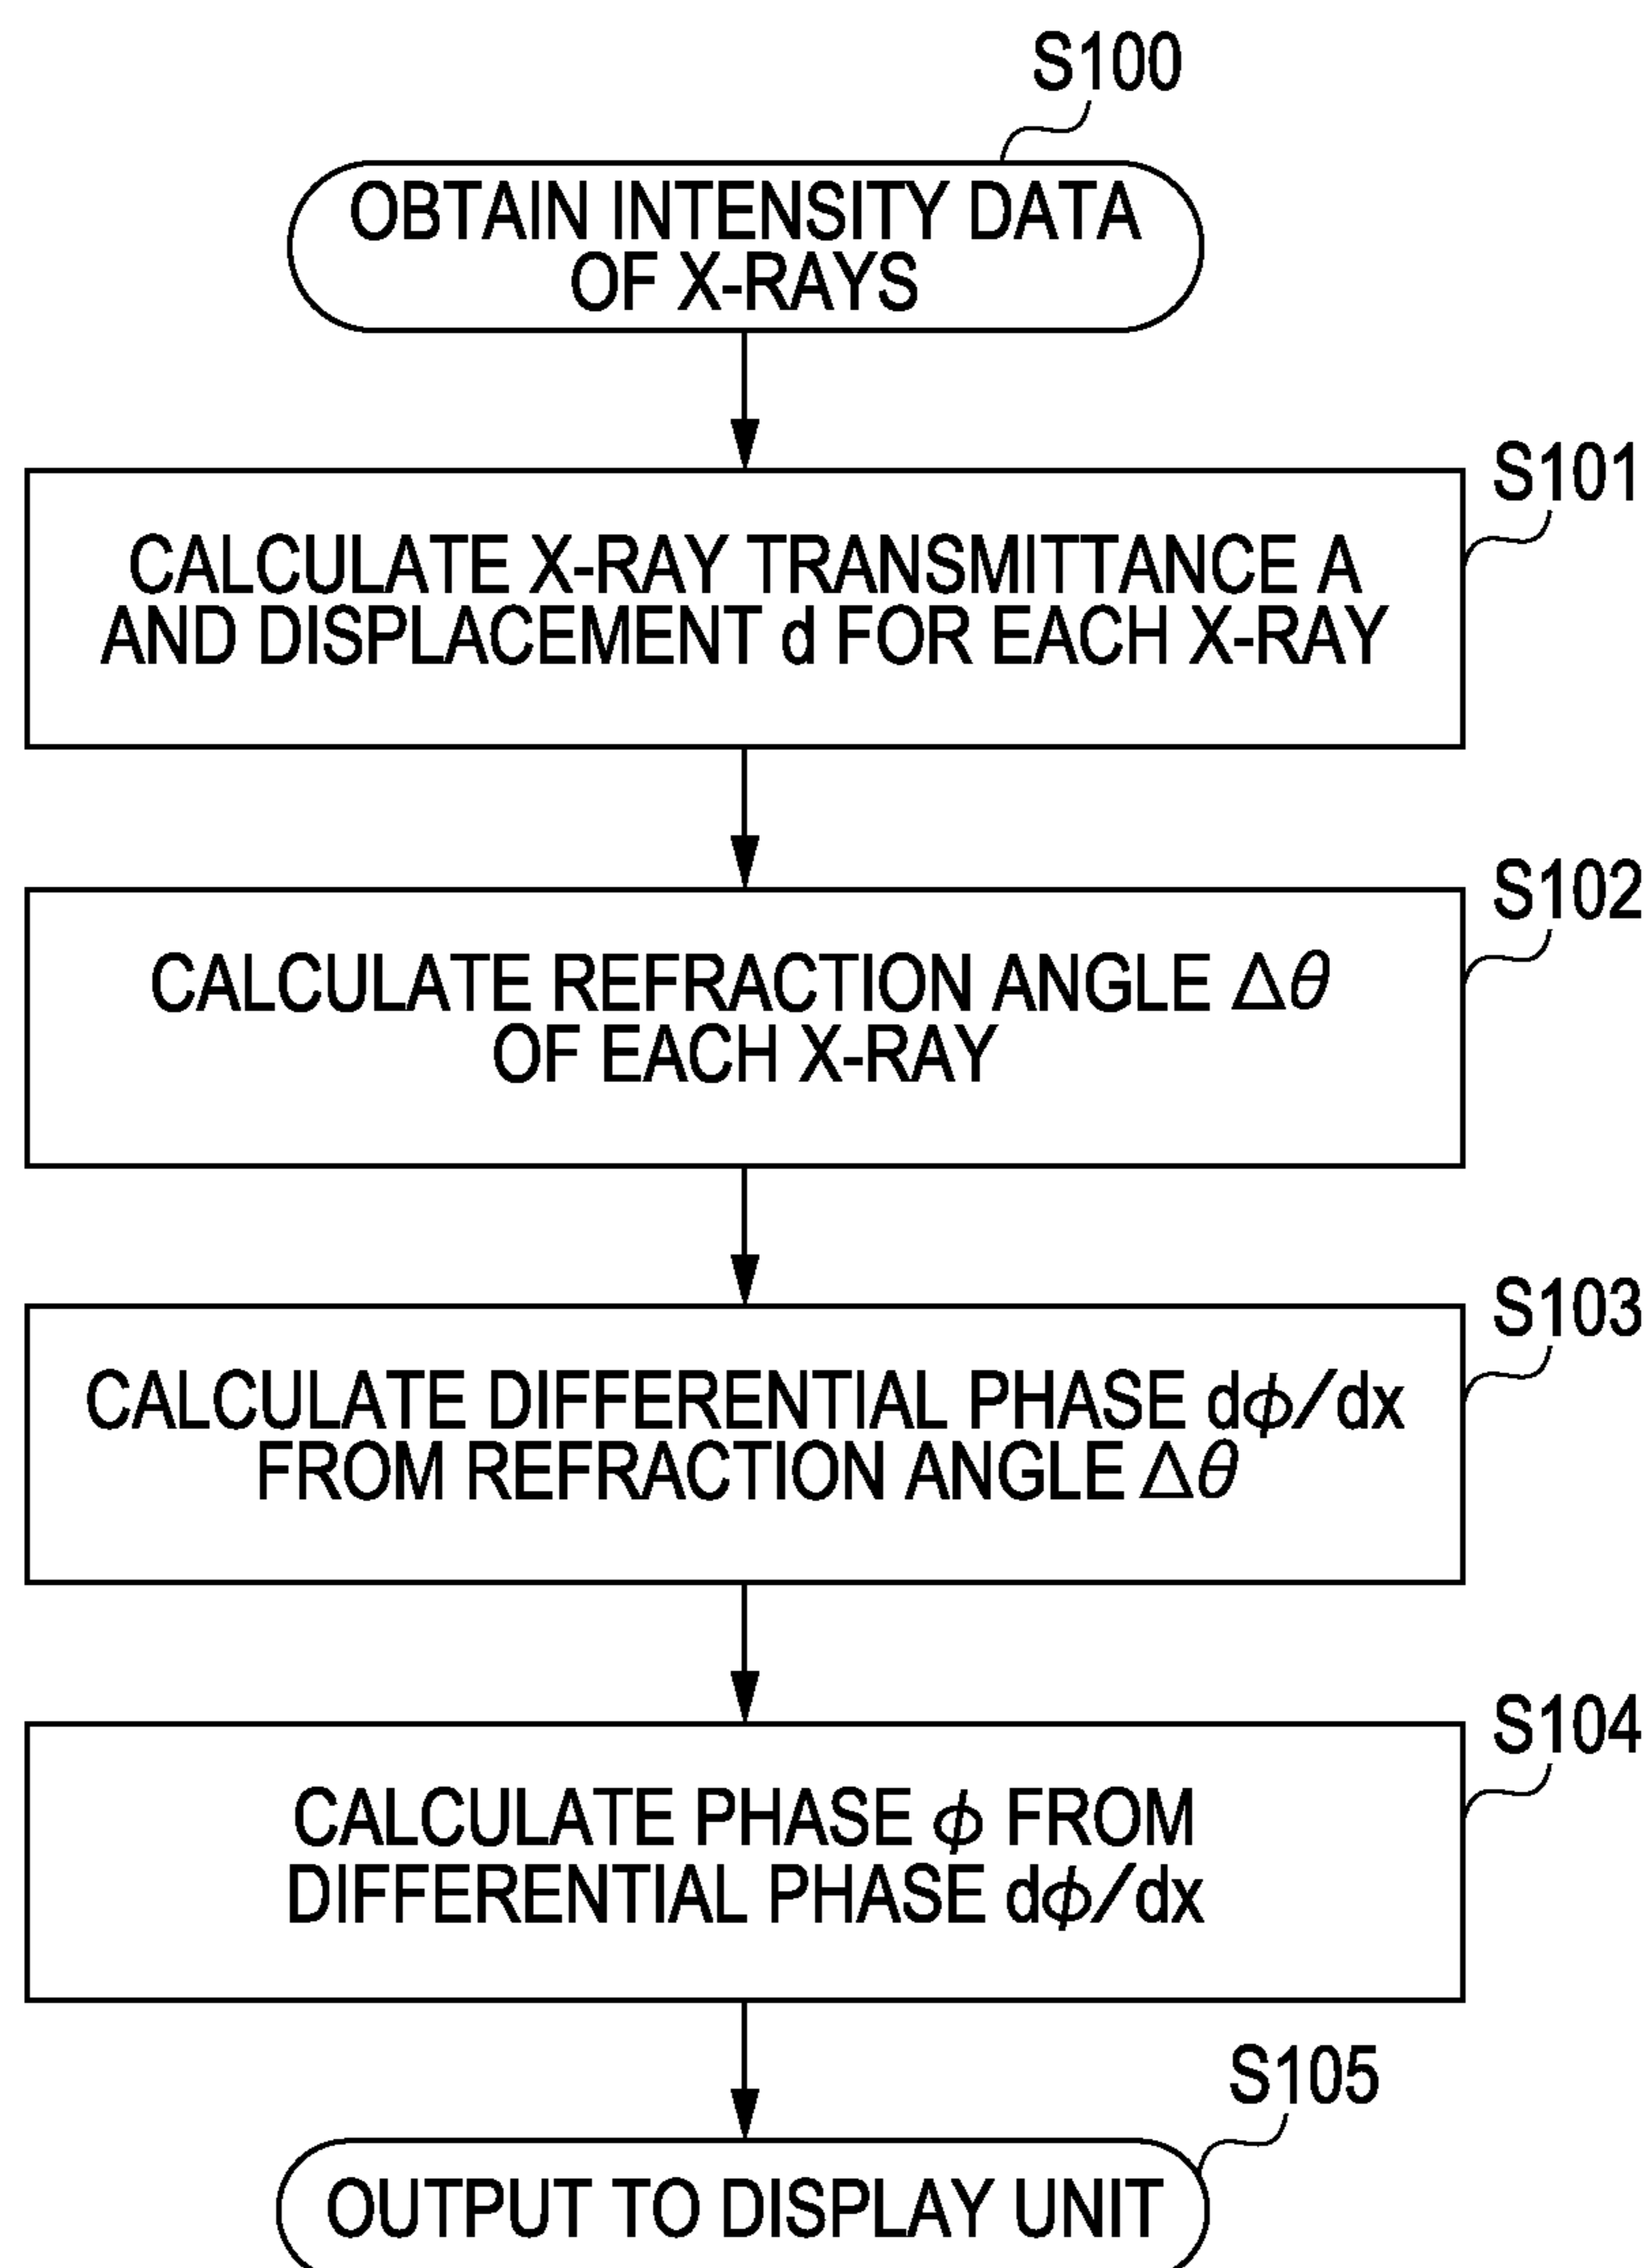 S100
OBTAIN INTENSITY DATA
OF X-RAYS
S101
CALCULATE X-RAY TRANSMITTANCE A
AND DISPLACEMENT d FOR EACH X-RAY
S102
CALCULATE REFRACTION ANGLE Δθ
OF EACH X-RAY
S103
CALCULATE DIFFERENTIAL PHASE dϕ/dx
FROM REFRACTION ANGLE Δθ
S104
CALCULATE PHASE ϕ FROM
DIFFERENTIAL PHASE dϕ/dx
S105
OUTPUT TO DISPLAY UNIT